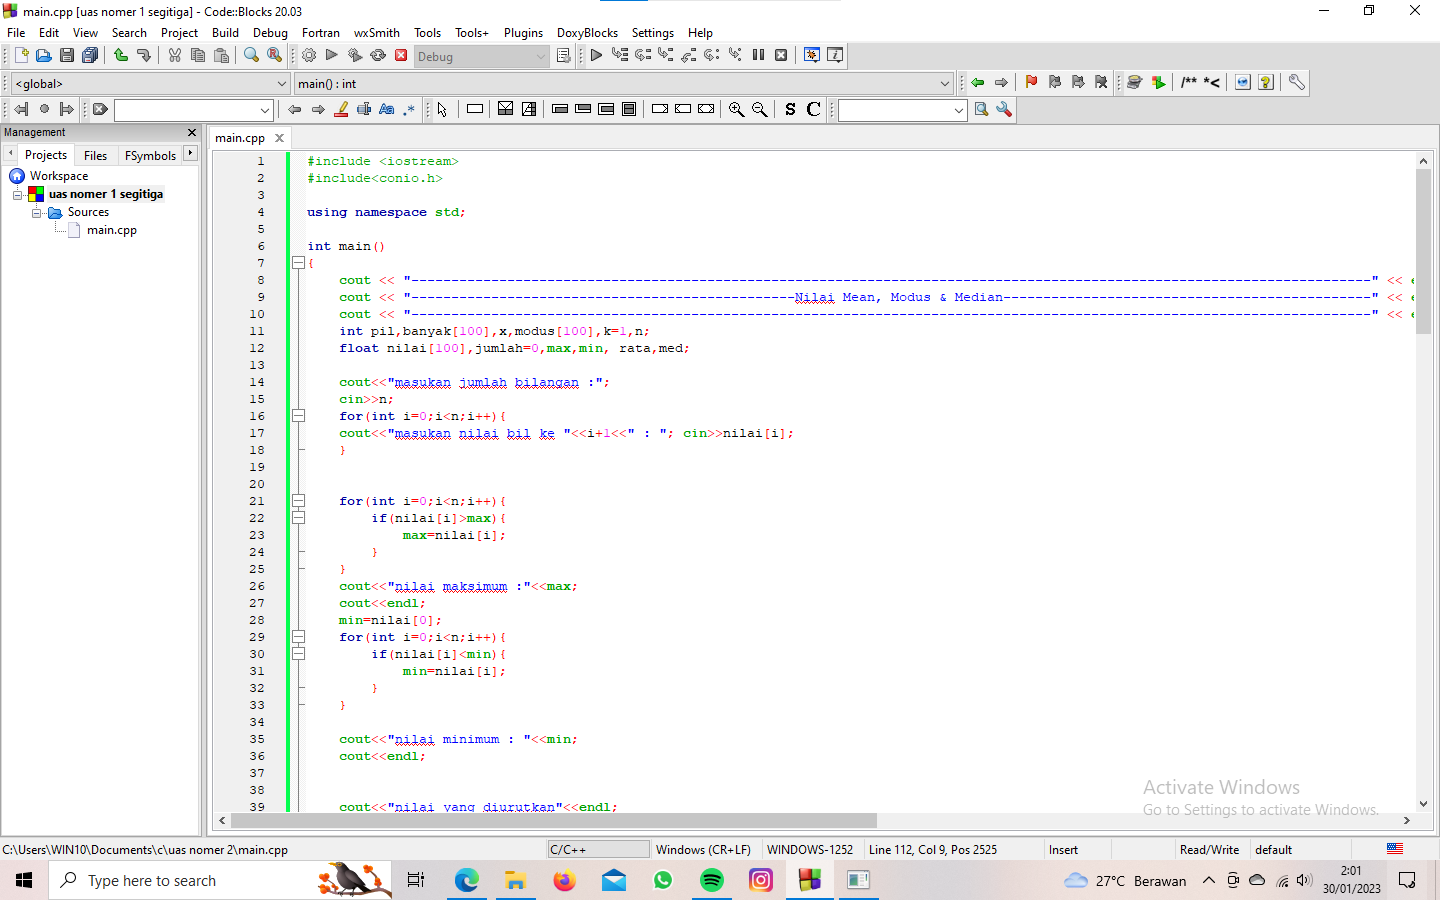 main.cpp [uas nomer 1 segitiga] - Code::Blocks 20.03
File Edit View Search Project Build Debug Fortran wxSmith Tools Tools+ Plugins DoxyBlocks Settings Help
Debug
<global> main() : int /** *<
Aa .* S C
Management
main.cpp
Projects Files FSymbols
Workspace
uas nomer 1 segitiga
Sources
main.cpp
1 #include <iostream>
2 #include<conio.h>
3
4 using namespace std;
5
6 int main()
7 {
8 cout << "------------------------------------------------------------------------------------------------------------------------" <<
9 cout << "------------------------------------------------Nilai Mean, Modus & Median----------------------------------------------" <<
10 cout << "------------------------------------------------------------------------------------------------------------------------" <<
11 int pil,banyak[100],x,modus[100],k=1,n;
12 float nilai[100],jumlah=0,max,min, rata,med;
13
14 cout<<"masukan jumlah bilangan :";
15 cin>>n;
16 for(int i=0;i<n;i++){
17 cout<<"masukan nilai bil ke "<<i+1<<" : "; cin>>nilai[i];
18 }
19
20
21 for(int i=0;i<n;i++){
22 if(nilai[i]>max){
23 max=nilai[i];
24 }
25 }
26 cout<<"nilai maksimum :"<<max;
27 cout<<endl;
28 min=nilai[0];
29 for(int i=0;i<n;i++){
30 if(nilai[i]<min){
31 min=nilai[i];
32 }
33 }
34
35 cout<<"nilai minimum : "<<min;
36 cout<<endl;
37
38
39 cout<<"nilai yang diurutkan"<<endl;
Activate Windows
Go to Settings to activate Windows.
C:\Users\WIN10\Documents\c\uas nomer 2\main.cpp C/C++ Windows (CR+LF) WINDOWS-1252 Line 112, Col 9, Pos 2525 Insert Read/Write default
Type here to search
27°C Berawan
2:01
30/01/2023